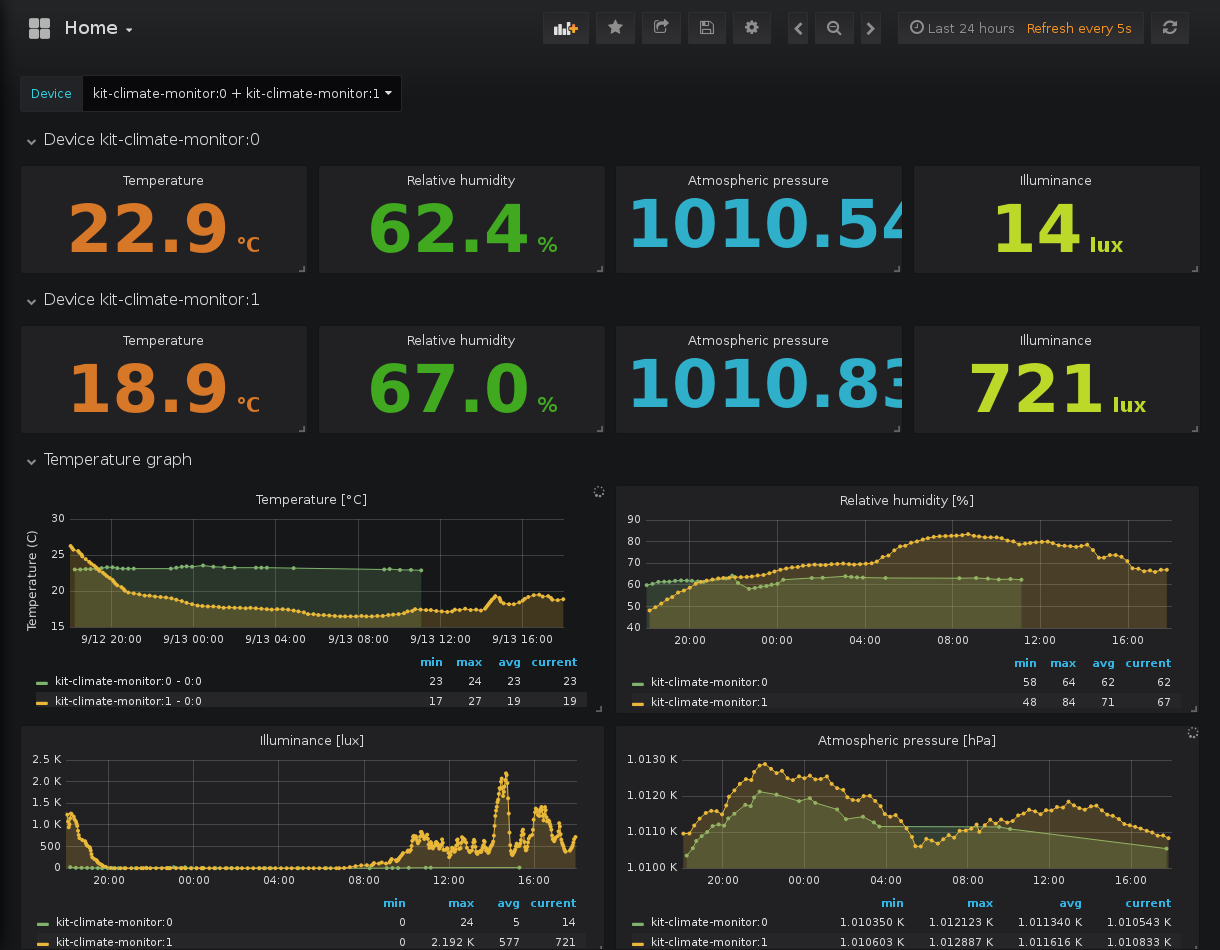 Home
Last 24 hours Refresh every 5s
Device kit-climate-monitor:0 + kit-climate-monitor:1
Device kit-climate-monitor:0
Temperature
22.9 °C
Relative humidity
62.4 %
Atmospheric pressure
1010.54
Illuminance
14 lux
Device kit-climate-monitor:1
Temperature
18.9 °C
Relative humidity
67.0 %
Atmospheric pressure
1010.83
Illuminance
721 lux
Temperature graph
Temperature [°C]
Temperature (C)
30
25
20
15
9/12 20:00 9/13 00:00 9/13 04:00 9/13 08:00 9/13 12:00 9/13 16:00
min max avg current
kit-climate-monitor:0 - 0:0 23 24 23 23
kit-climate-monitor:1 - 0:0 17 27 19 19
Relative humidity [%]
90
80
70
60
50
40
20:00 00:00 04:00 08:00 12:00 16:00
min max avg current
kit-climate-monitor:0 58 64 62 62
kit-climate-monitor:1 48 84 71 67
Illuminance [lux]
2.5 K
2.0 K
1.5 K
1.0 K
500
0
20:00 00:00 04:00 08:00 12:00 16:00
min max avg current
kit-climate-monitor:0 0 24 5 14
kit-climate-monitor:1 0 2.192 K 577 721
Atmospheric pressure [hPa]
1.0130 K
1.0120 K
1.0110 K
1.0100 K
20:00 00:00 04:00 08:00 12:00 16:00
min max avg current
kit-climate-monitor:0 1.010350 K 1.012123 K 1.011340 K 1.010543 K
kit-climate-monitor:1 1.010603 K 1.012887 K 1.011616 K 1.010833 K